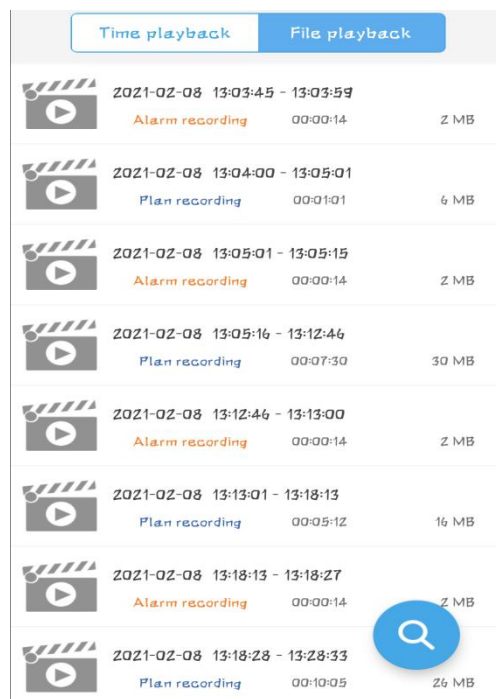 Time playback File playback
2021-02-08 13:03:45 - 13:03:59
Alarm recording 00:00:14 2 MB
2021-02-08 13:04:00 - 13:05:01
Plan recording 00:01:01 6 MB
2021-02-08 13:05:01 - 13:05:15
Alarm recording 00:00:14 2 MB
2021-02-08 13:05:16 - 13:12:46
Plan recording 00:07:30 30 MB
2021-02-08 13:12:46 - 13:13:00
Alarm recording 00:00:14 2 MB
2021-02-08 13:13:01 - 13:18:13
Plan recording 00:05:12 16 MB
2021-02-08 13:18:13 - 13:18:27
Alarm recording 00:00:14 2 MB
2021-02-08 13:18:28 - 13:28:33
Plan recording 00:10:05 26 MB